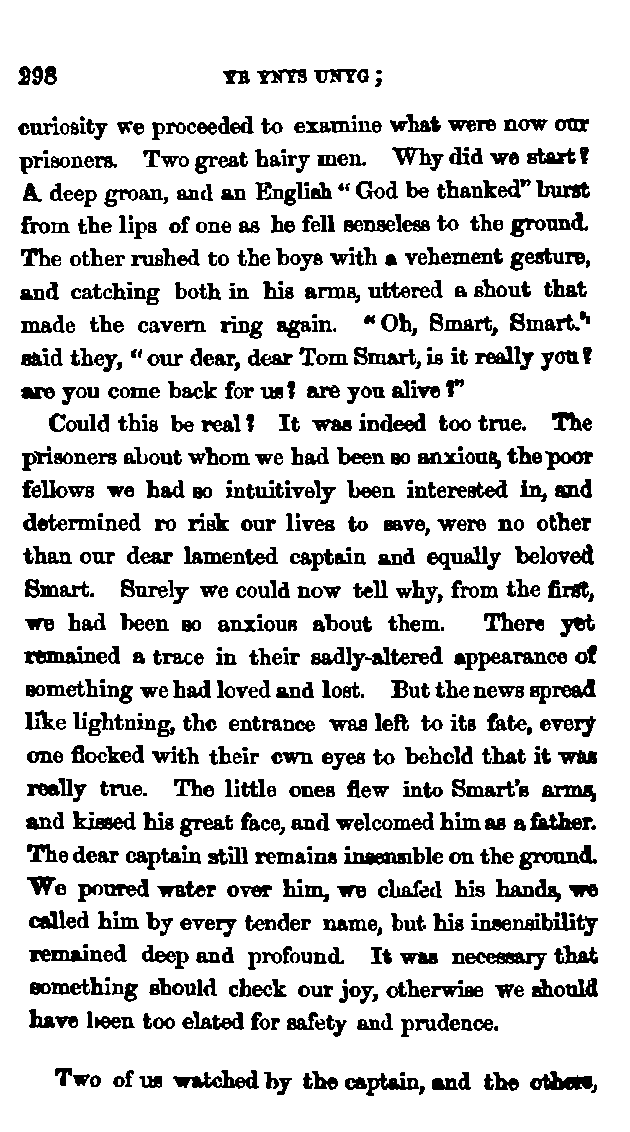 298 YR YNYS UNYG;
curiosity we proceeded to examine what were now our
prisoners. Two great hairy men. Why did we start?
A deep groan, and an English "God be thanked" burst
from the lips of one as he fell senseless to the ground.
The other rushed to the boys with a vehement gesture,
and catching both in his arms, uttered a shout that
made the cavern ring again. "Oh, Smart, Smart."
said they, "our dear, dear Tom Smart, is it really you?
are you come back for us? are you alive?"
Could this be real? It was indeed too true. The
prisoners about whom we had been so anxious, the poor
fellows we had so intuitively been interested in, and
determined ro risk our lives to save, were no other
than our dear lamented captain and equally beloved
Smart. Surely we could now tell why, from the first,
we had been so anxious about them. There yet
remained a trace in their sadly-altered appearance of
something we had loved and lost. But the news spread
like lightning, the entrance was left to its fate, every
one flocked with their own eyes to behold that it was
really true. The little ones flew into Smart's arms,
and kissed his great face, and welcomed him as a father.
The dear captain still remains insensible on the ground.
We poured water over him, we chafed his hands, we
called him by every tender name, but his insensibility
remained deep and profound. It was necessary that
something should check our joy, otherwise we should
have been too elated for safety and prudence.
Two of us watched by the captain, and the others,